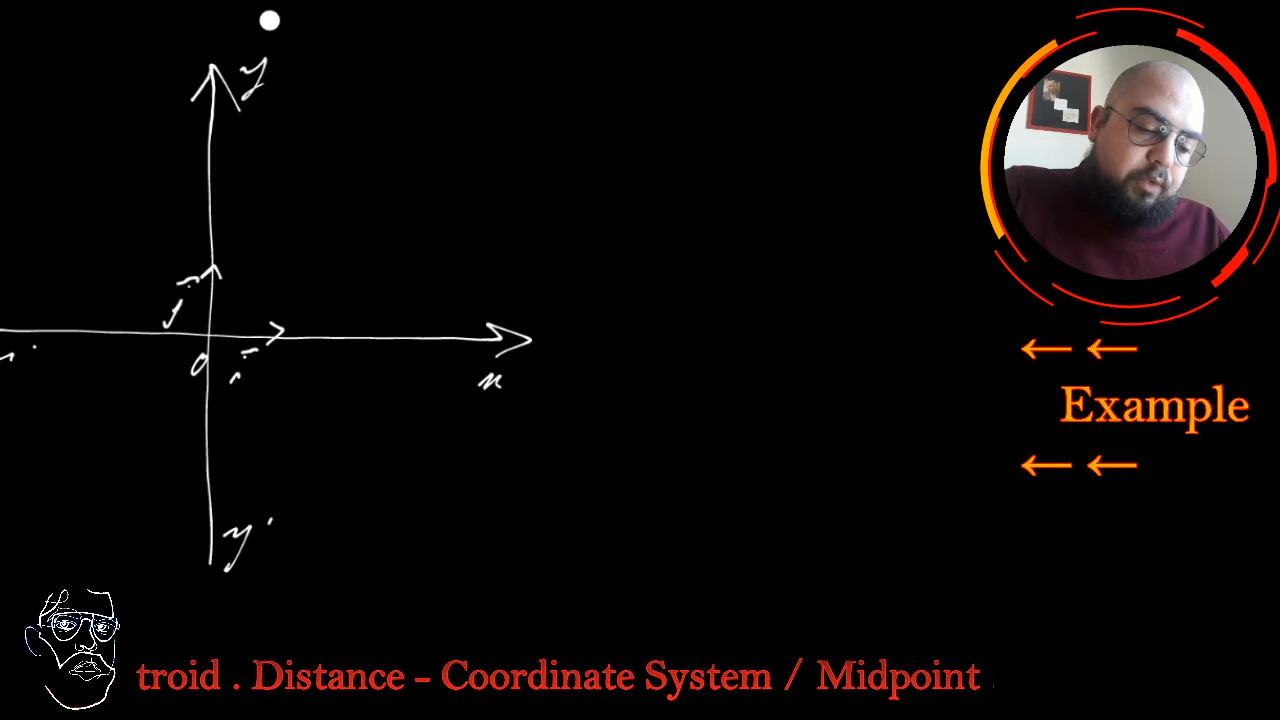 y
j
O
i
x
y'
Example
troid . Distance - Coordinate System / Midpoint